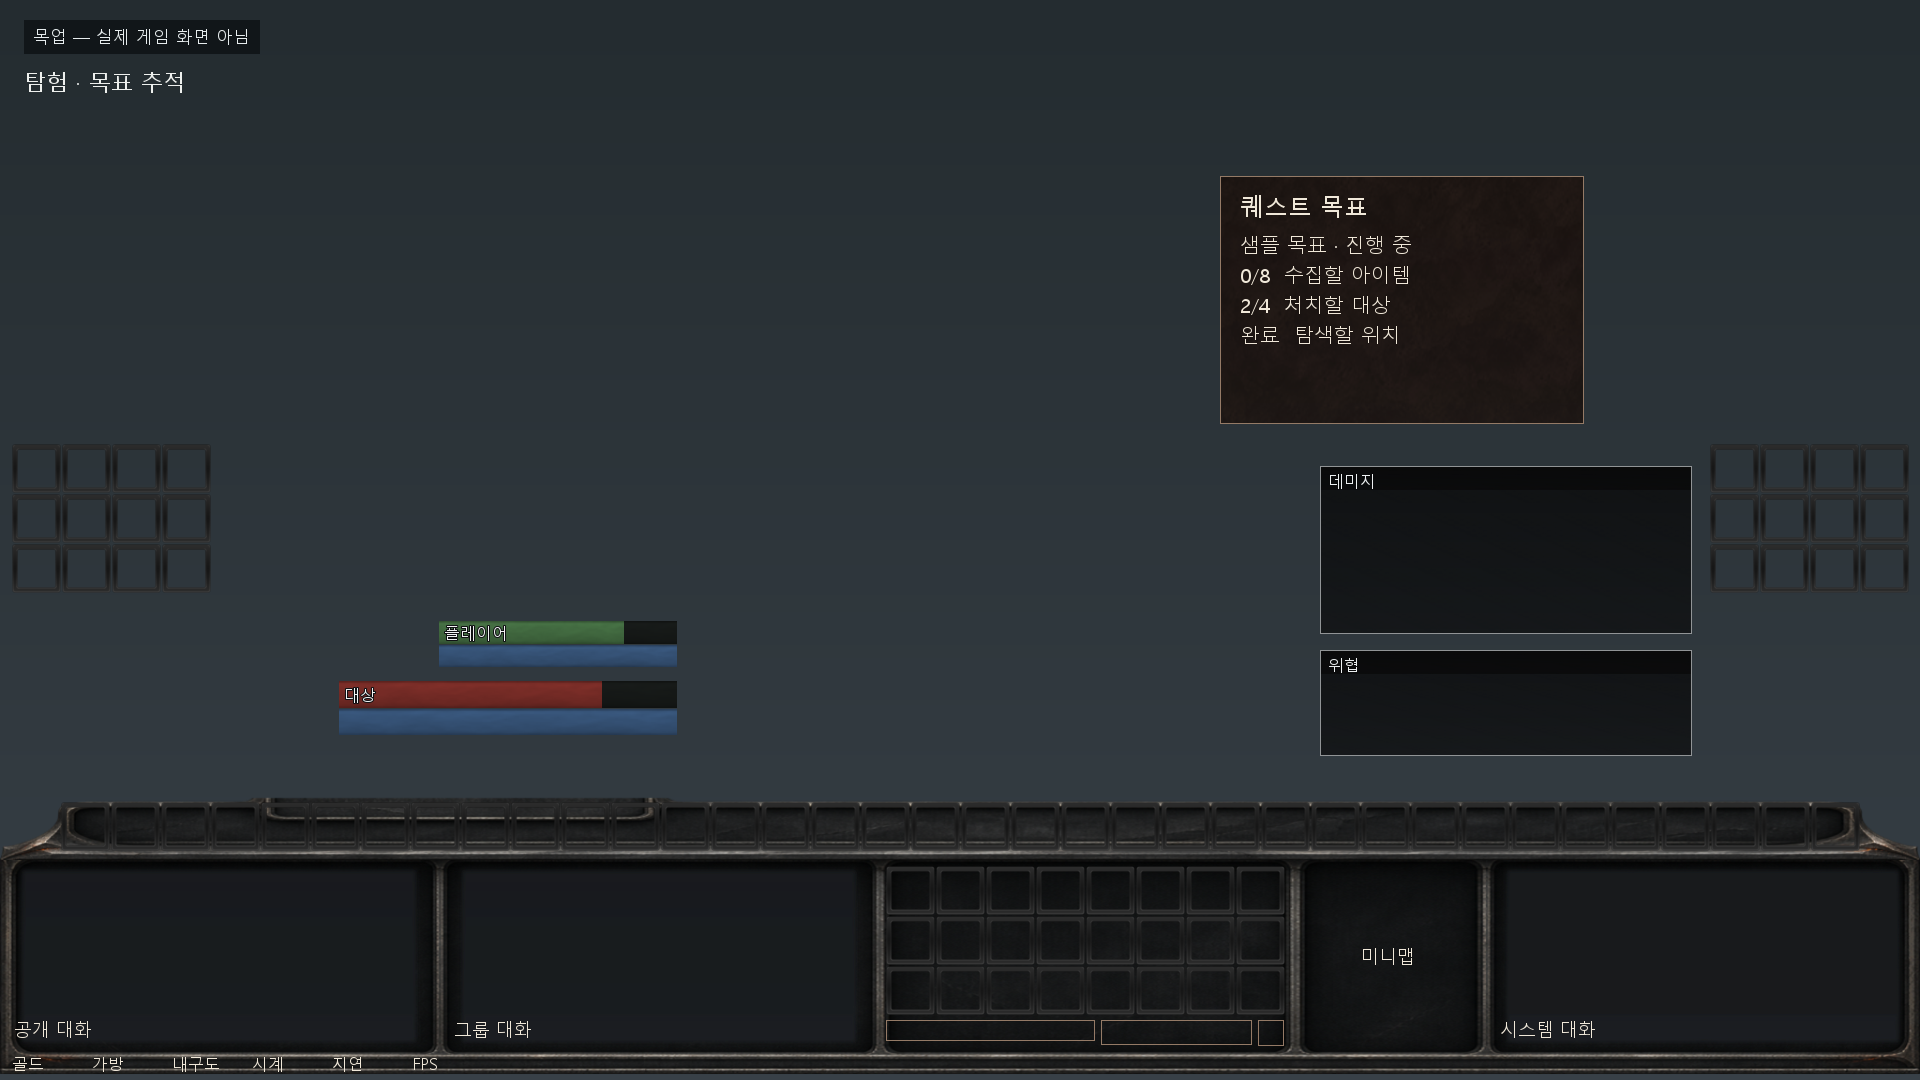 목업 — 실제 게임 화면 아님
탐험 · 목표 추적
퀘스트 목표
샘플 목표 · 진행 중
0/8 수집할 아이템
2/4 처치할 대상
완료 탐색할 위치
데미지
플레이어
위협
대상
미니맵
공개 대화
그룹 대화
시스템 대화
골드 가방 내구도 시계 지연 FPS